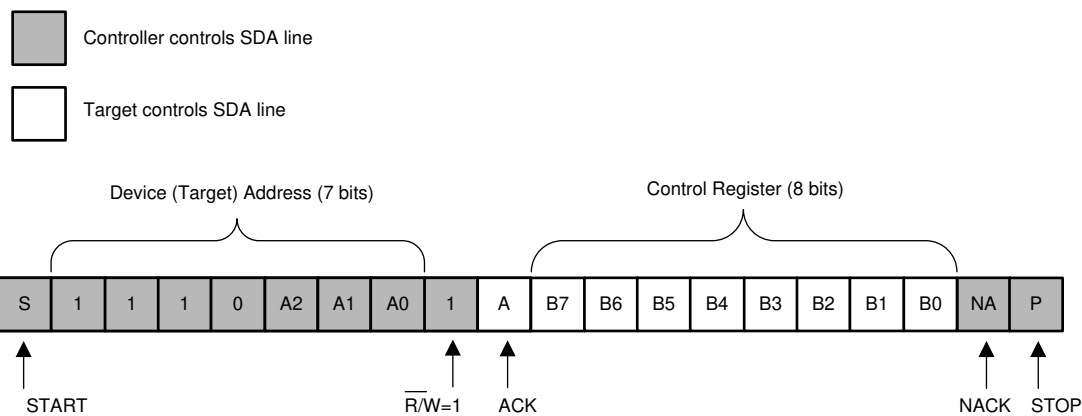 Controller controls SDA line
Target controls SDA line
Device (Target) Address (7 bits)
Control Register (8 bits)
S 1 1 1 0 A2 A1 A0 1 A B7 B6 B5 B4 B3 B2 B1 B0 NA P
START
R/W=1
ACK
NACK
STOP